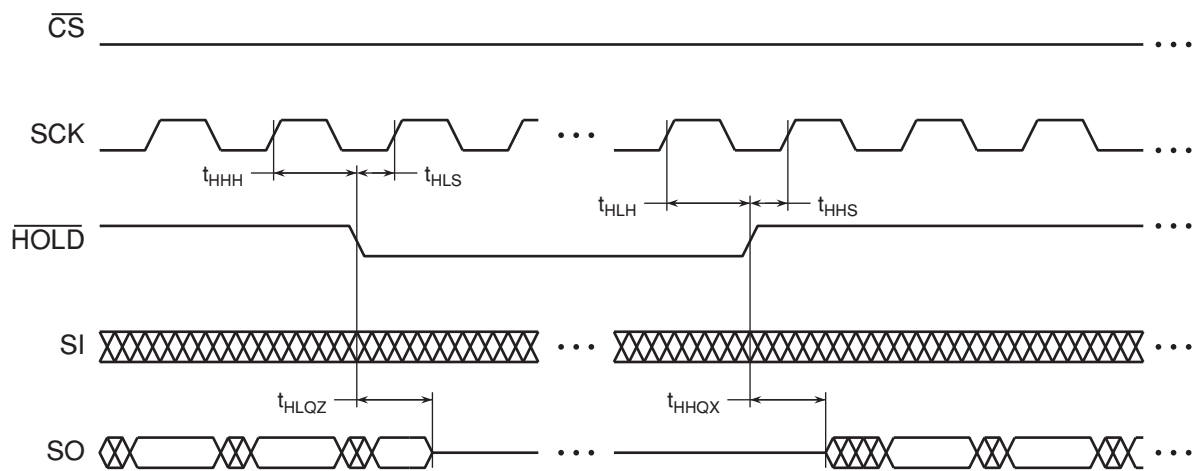 CS
SCK
tHHH
tHLS
tHLH
tHHS
HOLD
SI
tHLQZ
tHHQX
SO